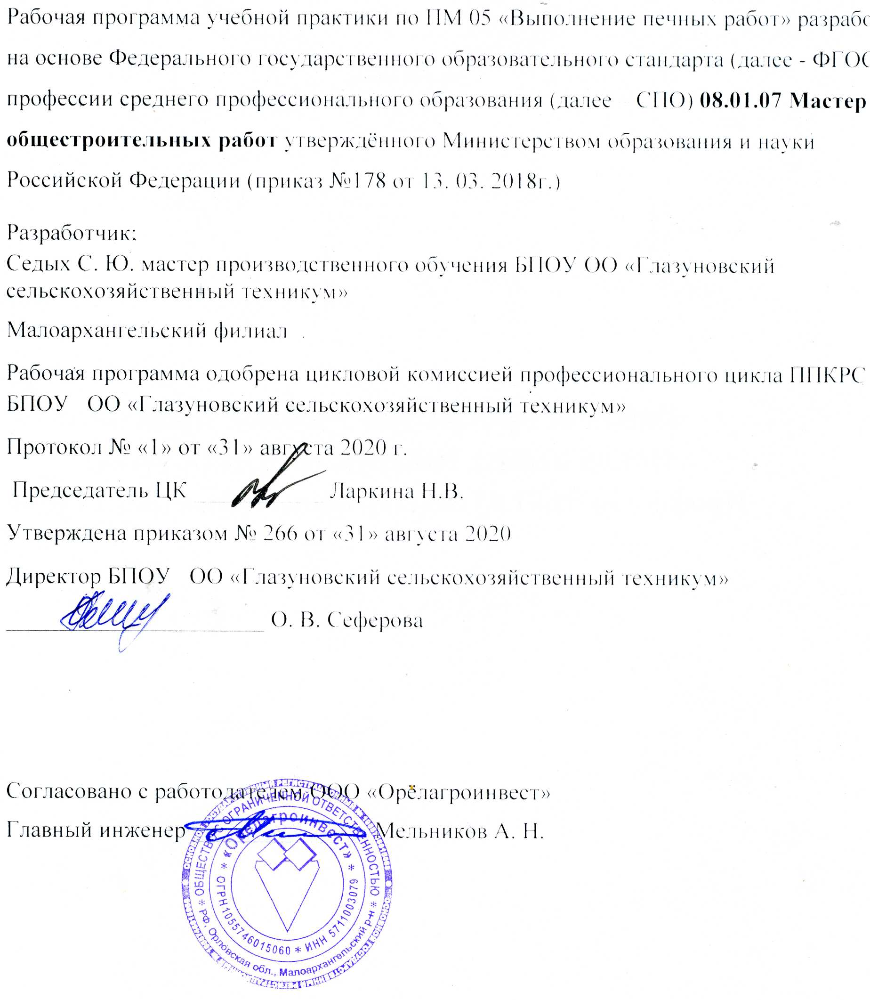 Рабочая программа учебной практики по ПМ 05 «Выполнение печных работ» разрабо
на основе Федерального государственного образовательного стандарта (далее - ФГОС
профессии среднего профессионального образования (далее СПО) 08.01.07 Мастер
общестроительных работ утверждённого Министерством образования и науки
Российской Федерации (приказ №178 от 13. 03. 2018г.)
Разработчик:
Седых С. Ю. мастер производственного обучения БПОУ ОО «Глазуновский
сельскохозяйственный техникум»
Малоархангельский филиал
Рабочая программа одобрена цикловой комиссией профессионального цикла ППКРС
БПОУ ОО «Глазуновский сельскохозяйственный техникум»
Протокол № «1» от «31» августа 2020 г.
Председатель ЦК Ларкина Н.В.
Утверждена приказом № 266 от «31» августа 2020
Директор БПОУ ОО «Глазуновский сельскохозяйственный техникум»
О. В. Сеферова
Согласовано с работодателем ООО «Орёлагроинвест»
Главный инженер Мельников А. Н.
ОБЩЕСТВО С ОГРАНИЧЕННОЙ ОТВЕТСТВЕННОСТЬЮ
* РФ, Орловская обл., Малоархангельский р-н *
* «Орелагроинвест» *
ОГРН 1055746015060 * ИНН 5711003079